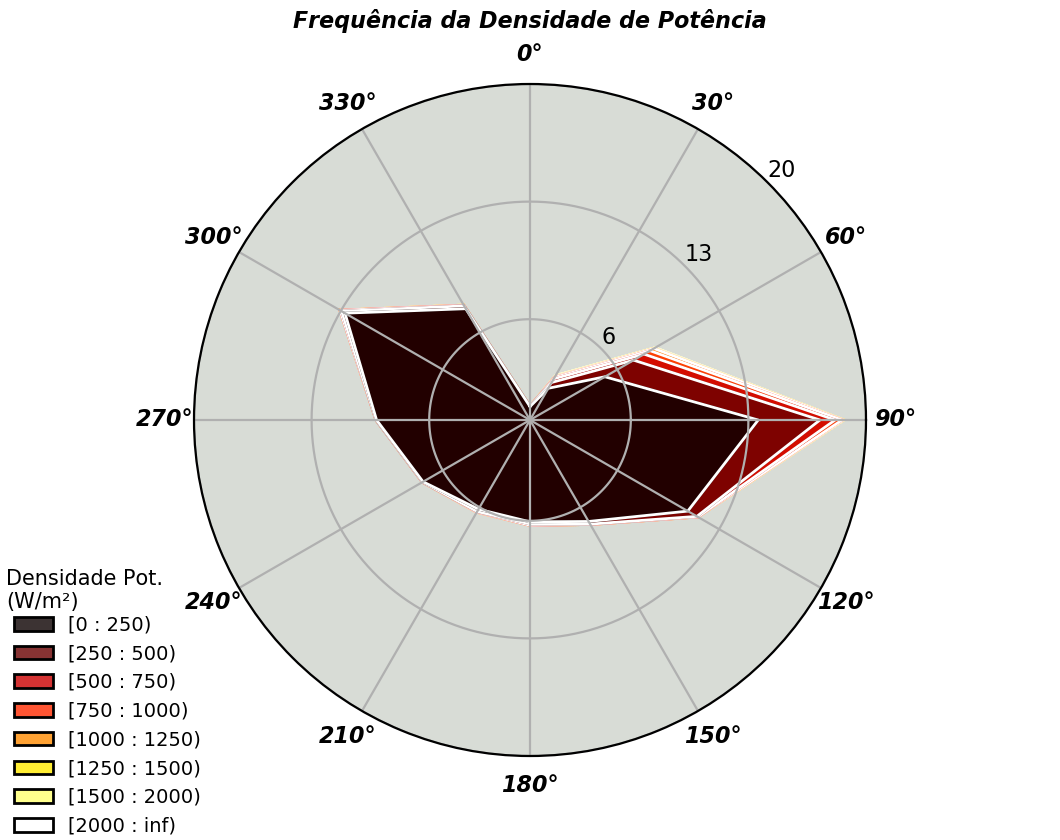 Frequência da Densidade de Potência
0°
330°
30°
20
300°
60°
13
6
270°
90°
240°
120°
210°
150°
180°
Densidade Pot.
(W/m²)
[0 : 250)
[250 : 500)
[500 : 750)
[750 : 1000)
[1000 : 1250)
[1250 : 1500)
[1500 : 2000)
[2000 : inf)